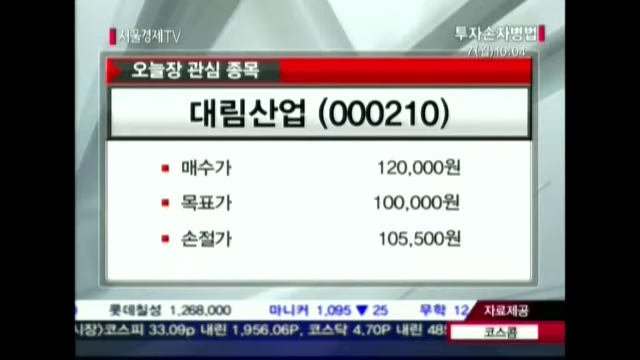 서울경제TV
투자손자병법
7(월)10:04
오늘장 관심 종목
대림산업 (000210)
매수가 120,000원
목표가 100,000원
손절가 105,500원
롯데칠성 1,268,000 마니커 1,095 ▼ 25 무학 12
자료제공
시장>코스피 33.09p 내린 1,956.06P, 코스닥 4.70P 내린 485
코스콤